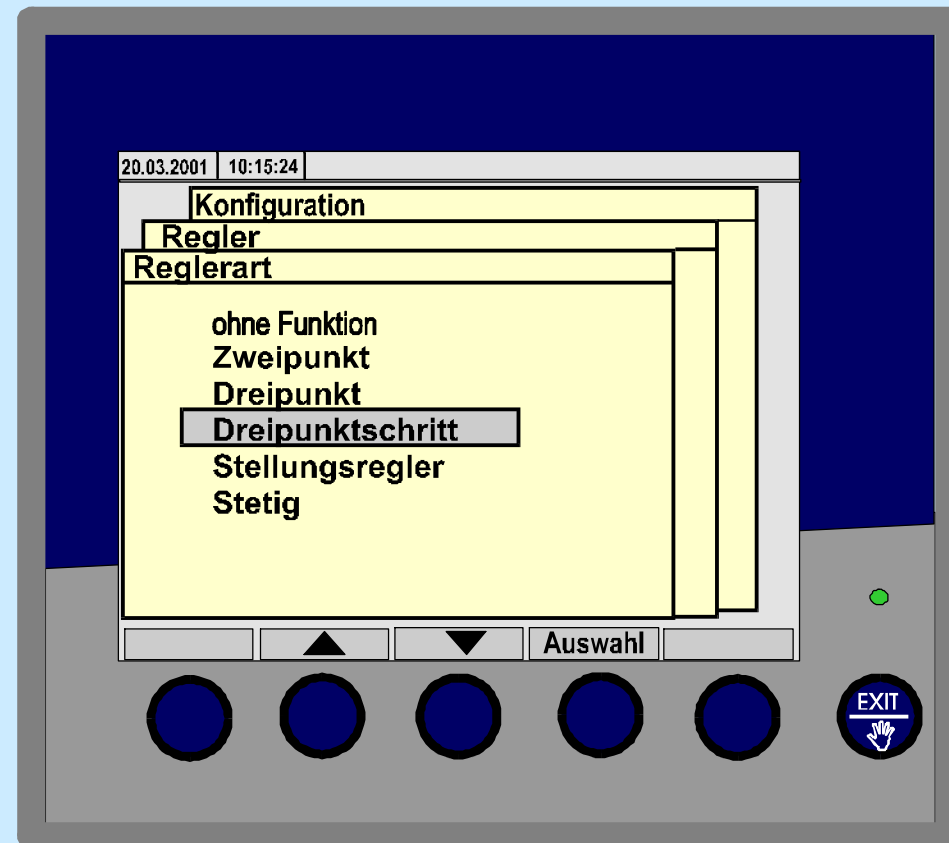 20.03.2001 10:15:24
Konfiguration
Regler
Reglerart
ohne Funktion
Zweipunkt
Dreipunkt
Dreipunktschritt
Stellungsregler
Stetig
Auswahl
EXIT